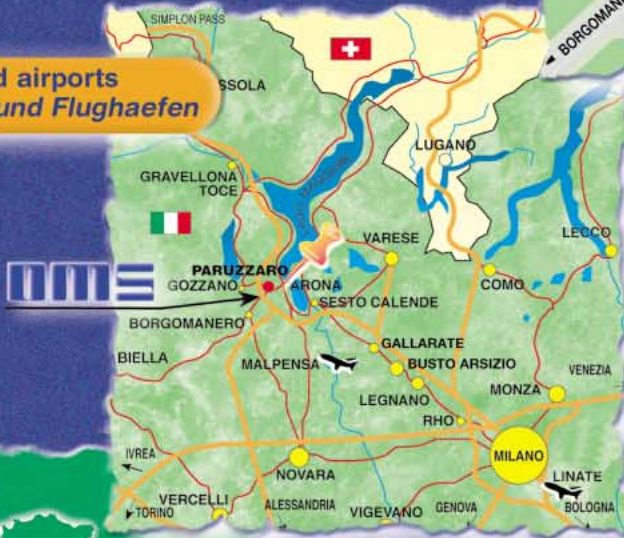 SIMPLON PASS
BORGOMAN
d airports
und Flughaefen
SSOLA
LUGANO
GRAVELLONA
TOCE
VARESE
LECCO
PARUZZARO
GOZZANO
ARONA
COMO
SESTO CALENDE
BORGOMANERO
GALLARATE
BIELLA
MALPENSA
BUSTO ARSIZIO
VENEZIA
LEGNANO
MONZA
RHO
MILANO
IVREA
NOVARA
LINATE
VERCELLI
ALESSANDRIA
VIGEVANO
GENOVA
BOLOGNA
TORINO